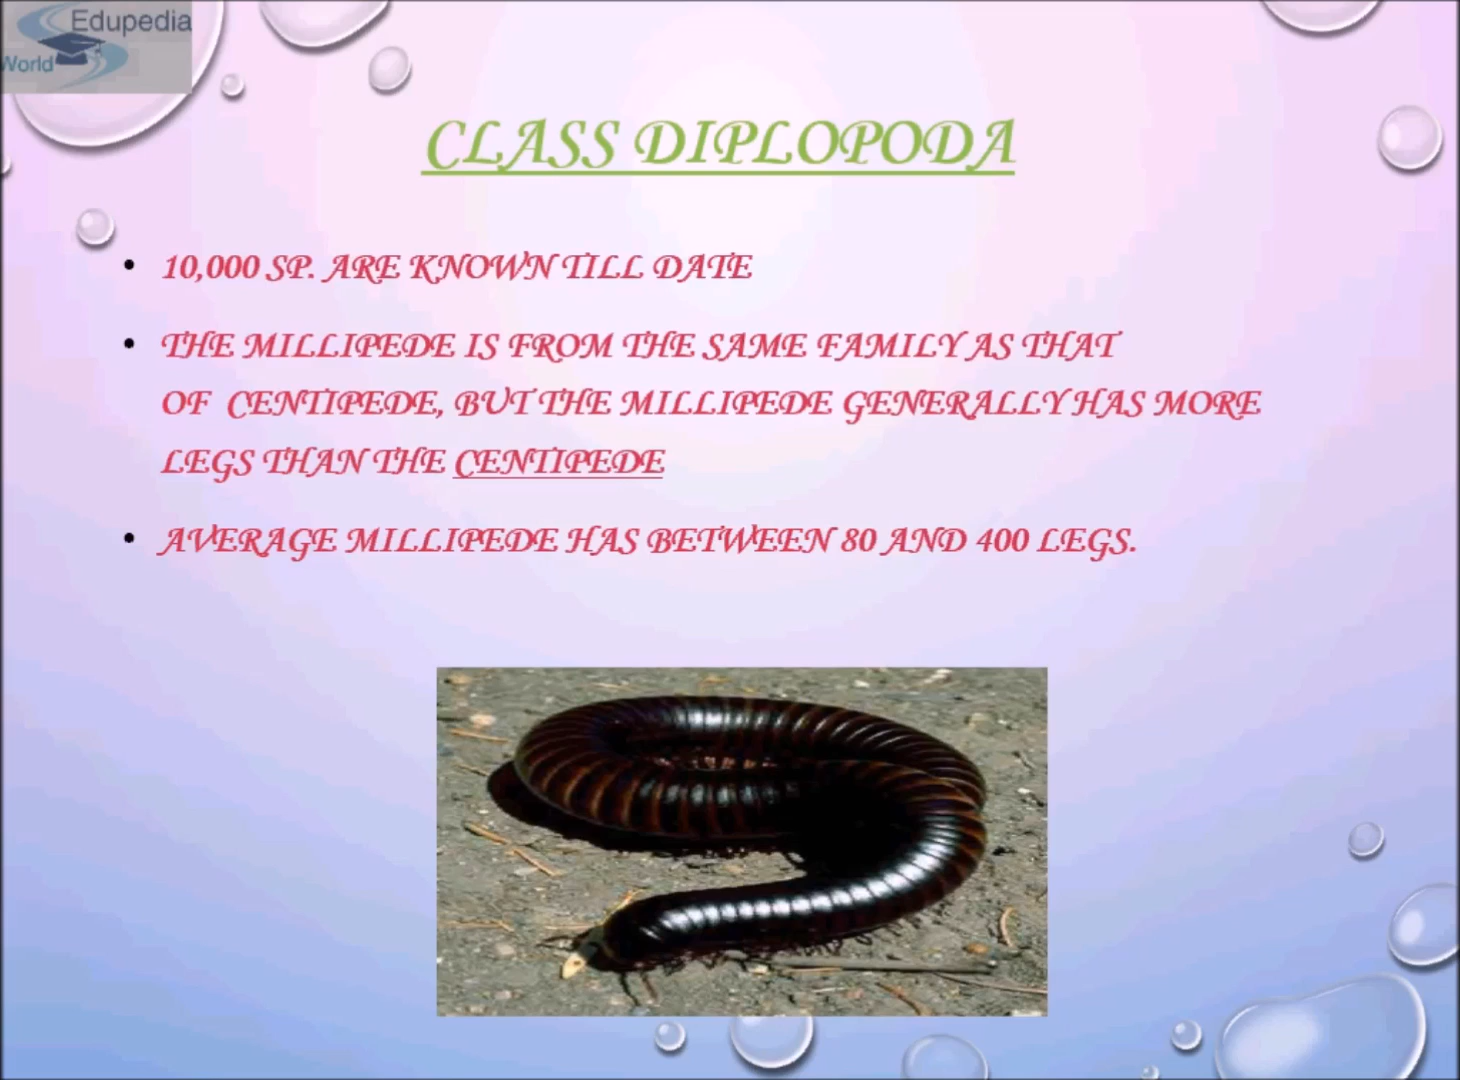 Edupedia
World
CLASS DIPLOPODA
• 10,000 SP. ARE KNOWN TILL DATE
• THE MILLIPEDE IS FROM THE SAME FAMILY AS THAT
OF CENTIPEDE, BUT THE MILLIPEDE GENERALLY HAS MORE
LEGS THAN THE CENTIPEDE
• AVERAGE MILLIPEDE HAS BETWEEN 80 AND 400 LEGS.